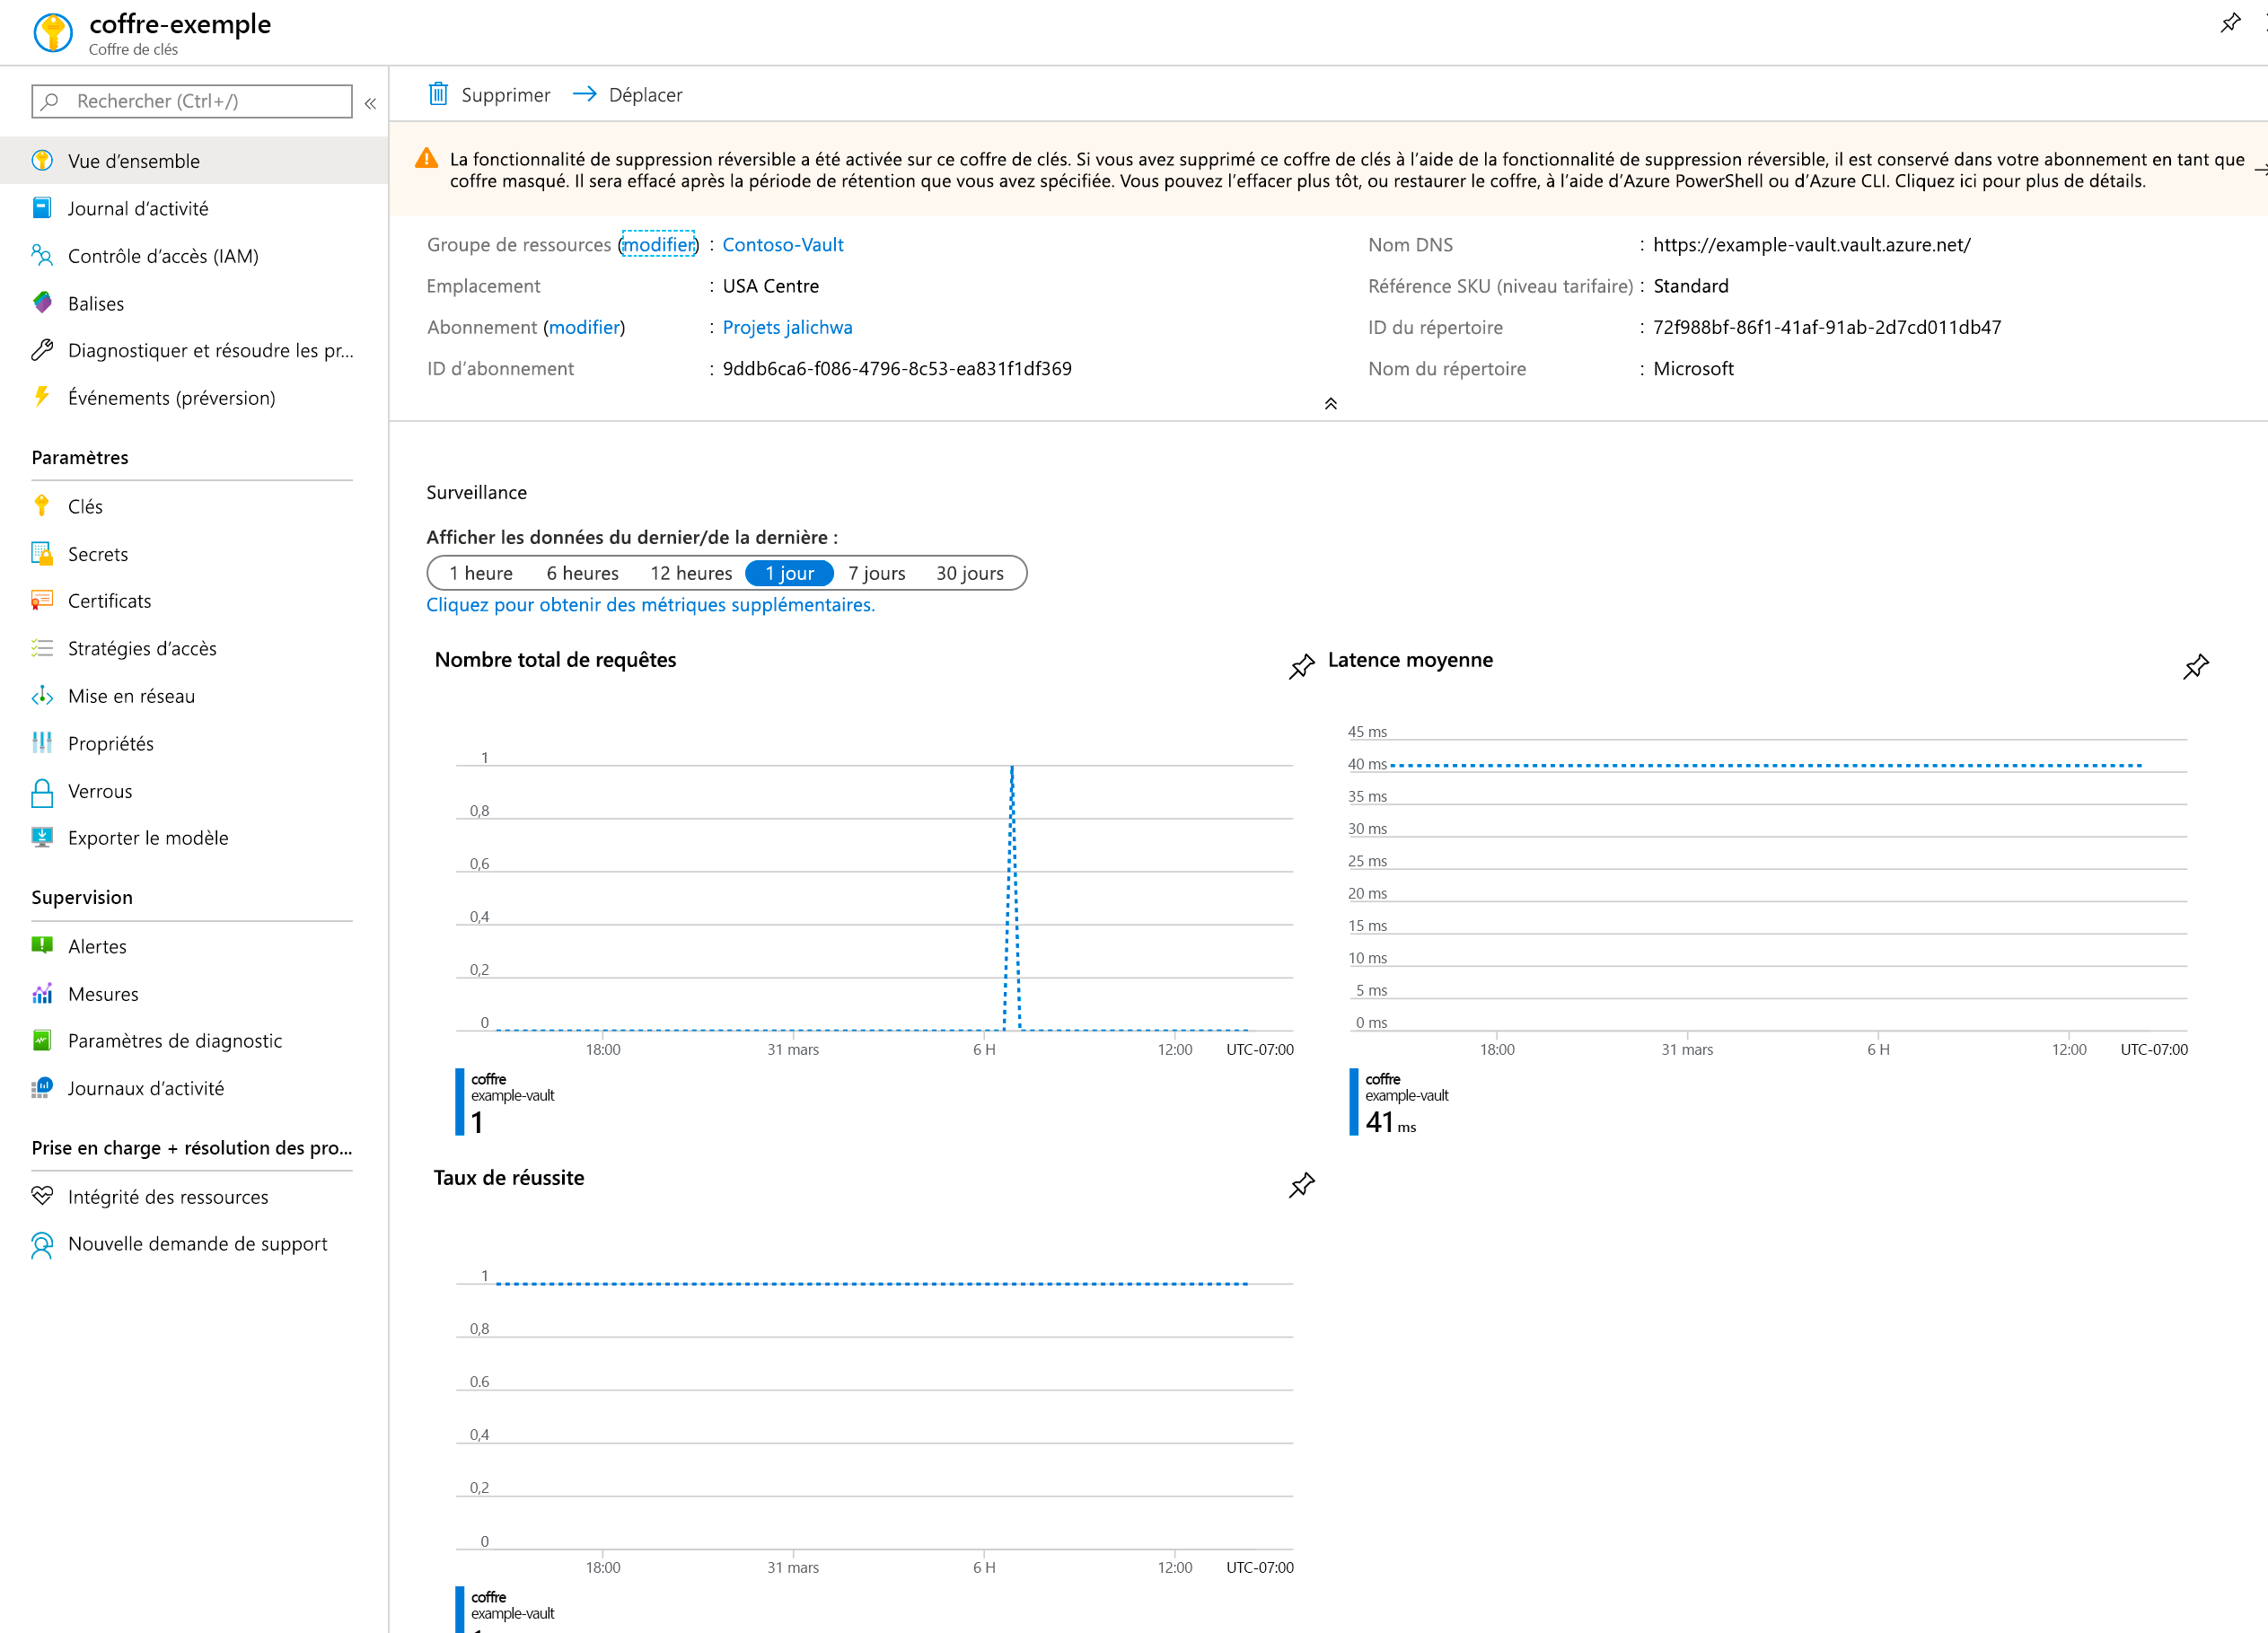 coffre-exemple
Coffre de clés
Rechercher (Ctrl+/)
«
Vue d’ensemble
Journal d’activité
Contrôle d’accès (IAM)
Balises
Diagnostiquer et résoudre les pr...
Événements (préversion)
Paramètres
Clés
Secrets
Certificats
Stratégies d’accès
Mise en réseau
Propriétés
Verrous
Exporter le modèle
Supervision
Alertes
Mesures
Paramètres de diagnostic
Journaux d’activité
Prise en charge + résolution des pro...
Intégrité des ressources
Nouvelle demande de support
Supprimer
Déplacer
La fonctionnalité de suppression réversible a été activée sur ce coffre de clés. Si vous avez supprimé ce coffre de clés à l’aide de la fonctionnalité de suppression réversible, il est conservé dans votre abonnement en tant que
coffre masqué. Il sera effacé après la période de rétention que vous avez spécifiée. Vous pouvez l’effacer plus tôt, ou restaurer le coffre, à l’aide d’Azure PowerShell ou d’Azure CLI. Cliquez ici pour plus de détails.
Groupe de ressources (modifier) : Contoso-Vault
Emplacement : USA Centre
Abonnement (modifier) : Projets jalichwa
ID d’abonnement : 9ddb6ca6-f086-4796-8c53-ea831f1df369
Nom DNS : https://example-vault.vault.azure.net/
Référence SKU (niveau tarifaire) : Standard
ID du répertoire : 72f988bf-86f1-41af-91ab-2d7cd011db47
Nom du répertoire : Microsoft
Surveillance
Afficher les données du dernier/de la dernière :
1 heure 6 heures 12 heures 1 jour 7 jours 30 jours
Cliquez pour obtenir des métriques supplémentaires.
Nombre total de requêtes
1
0,8
0,6
0,4
0,2
0
18:00 31 mars 6 H 12:00 UTC-07:00
coffre
example-vault
1
Latence moyenne
45 ms
40 ms
35 ms
30 ms
25 ms
20 ms
15 ms
10 ms
5 ms
0 ms
18:00 31 mars 6 H 12:00 UTC-07:00
coffre
example-vault
41 ms
Taux de réussite
1
0,8
0.6
0,4
0,2
0
18:00 31 mars 6 H 12:00 UTC-07:00
coffre
example-vault